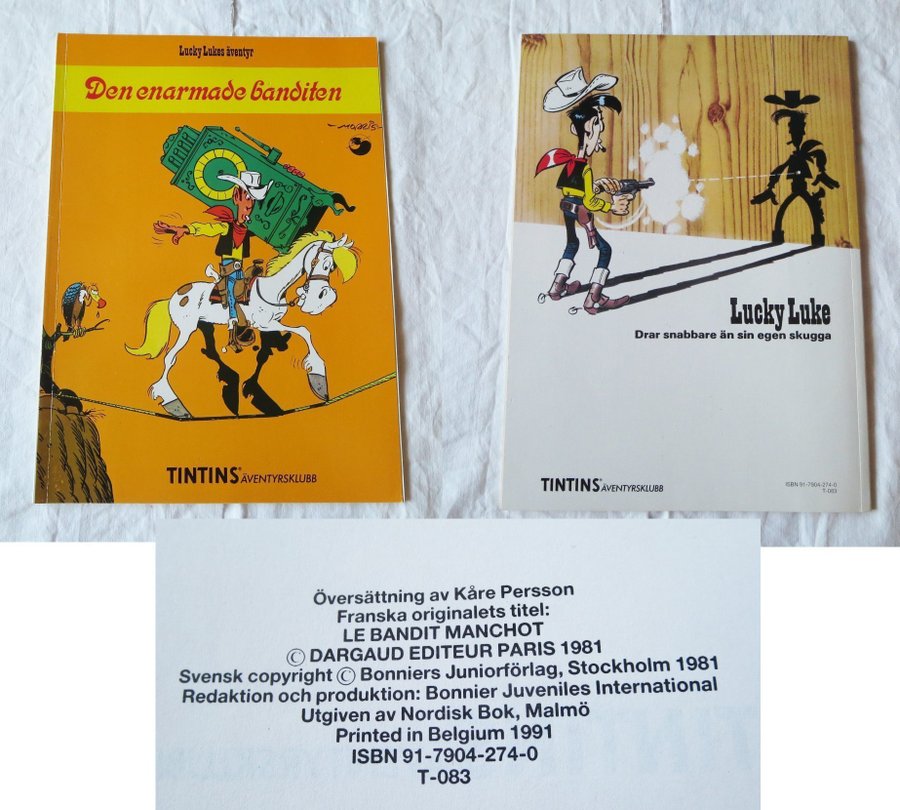 Lucky Lukes äventyr
Den enarmade banditen
-MORRIS-
TINTINS® ÄVENTYRSKLUBB
Lucky Luke
Drar snabbare än sin egen skugga
TINTINS® ÄVENTYRSKLUBB
ISBN 91-7904-274-0
T-083
Översättning av Kåre Persson
Franska originalets titel:
LE BANDIT MANCHOT
© DARGAUD EDITEUR PARIS 1981
Svensk copyright © Bonniers Juniorförlag, Stockholm 1981
Redaktion och produktion: Bonnier Juveniles International
Utgiven av Nordisk Bok, Malmö
Printed in Belgium 1991
ISBN 91-7904-274-0
T-083